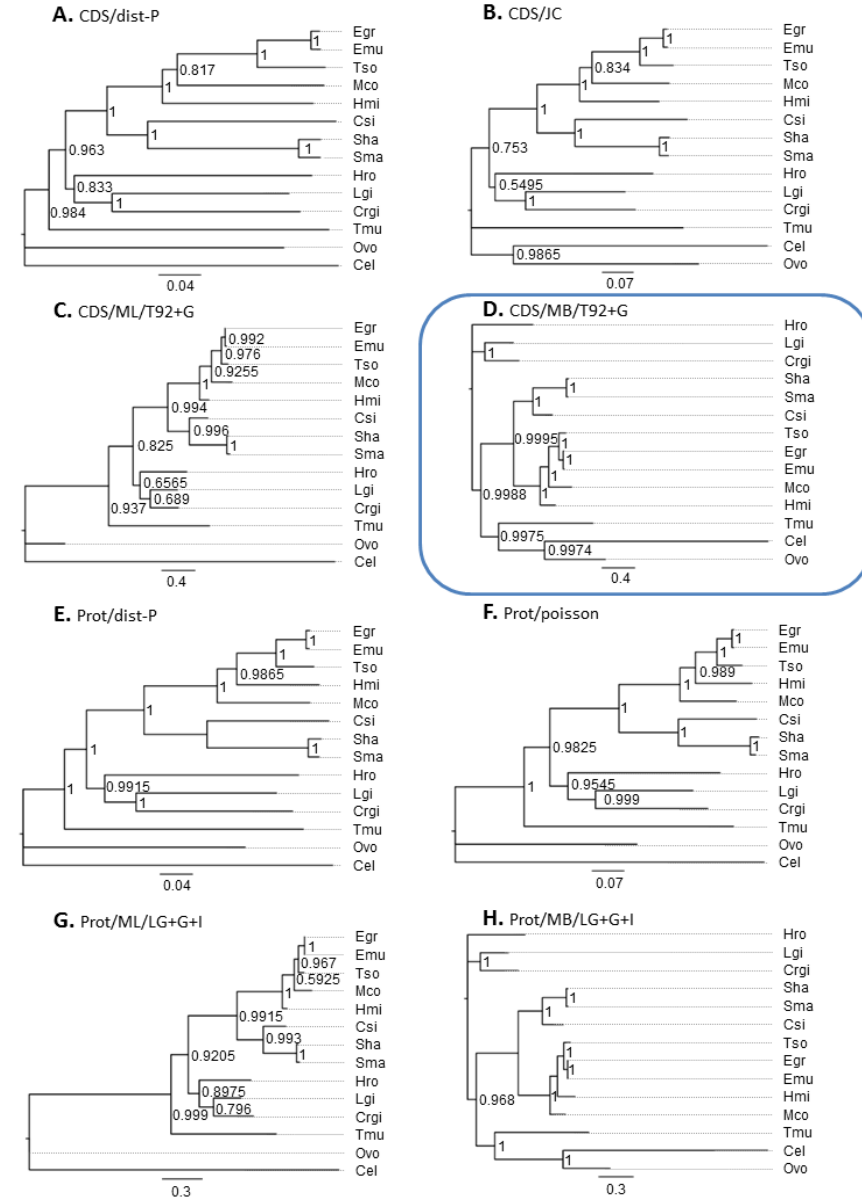 A. CDS/dist-P
Egr
1
Emu
1
Tso
0.817
Mco
1
Hmi
1
Csi
1
Sha
1
Sma
0.963
Hro
0.833
Lgi
1
Crgi
0.984
Tmu
Ovo
Cel
0.04
B. CDS/JC
Egr
1
Emu
1
Tso
0.834
Mco
1
Hmi
1
Csi
1
Sha
1
Sma
0.753
Hro
0.5495
Lgi
1
Crgi
Tmu
Cel
0.9865
Ovo
0.07
C. CDS/ML/T92+G
Egr
0.992
Emu
0.976
Tso
0.9255
Mco
1
Hmi
0.994
Csi
0.996
Sha
1
Sma
0.825
Hro
0.6565
Lgi
0.689
Crgi
0.937
Tmu
Ovo
Cel
0.4
D. CDS/MB/T92+G
Hro
Lgi
1
Crgi
Sha
1
Sma
1
Csi
Tso
0.9995
1
Egr
1
Emu
1
Mco
1
Hmi
0.9988
Tmu
0.9975
Cel
0.9974
Ovo
0.4
E. Prot/dist-P
Egr
1
Emu
1
Tso
0.9865
Hmi
1
Mco
1
Csi
Sha
1
Sma
1
Hro
0.9915
Lgi
1
Crgi
1
Tmu
Ovo
Cel
0.04
F. Prot/poisson
Egr
1
Emu
1
Tso
0.989
Hmi
1
Mco
1
Csi
1
Sha
1
Sma
0.9825
Hro
0.9545
Lgi
0.999
Crgi
1
Tmu
Ovo
Cel
0.07
G. Prot/ML/LG+G+I
Egr
1
Emu
0.967
Tso
0.5925
Mco
1
Hmi
0.9915
Csi
0.993
Sha
1
Sma
0.9205
Hro
0.8975
Lgi
0.796
Crgi
0.999
Tmu
Ovo
Cel
0.3
H. Prot/MB/LG+G+I
Hro
Lgi
1
Crgi
Sha
1
Sma
1
Csi
Tso
1
Egr
1
Emu
1
Hmi
Mco
0.968
Tmu
1
Cel
1
Ovo
0.3